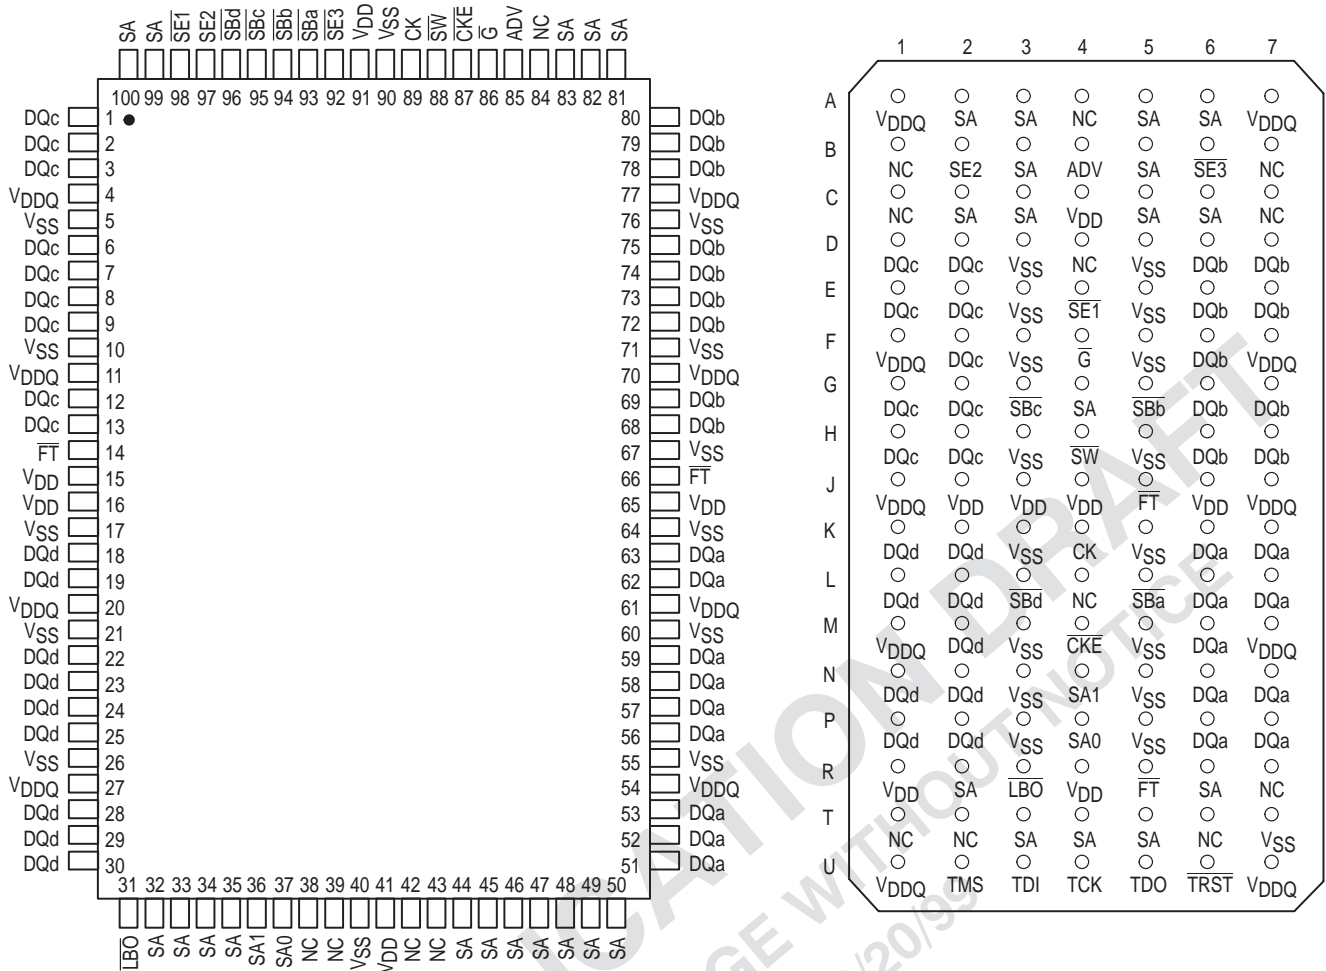 SA SA SE1 SE2 SBd SBc SBb SBa SE3 VDD VSS CK SW CKE G ADV NC SA SA SA
100 99 98 97 96 95 94 93 92 91 90 89 88 87 86 85 84 83 82 81
DQc 1 80 DQb
DQc 2 79 DQb
DQc 3 78 DQb
VDDQ 4 77 VDDQ
VSS 5 76 VSS
DQc 6 75 DQb
DQc 7 74 DQb
DQc 8 73 DQb
DQc 9 72 DQb
VSS 10 71 VSS
VDDQ 11 70 VDDQ
DQc 12 69 DQb
DQc 13 68 DQb
FT 14 67 VSS
VDD 15 66 FT
VDD 16 65 VDD
VSS 17 64 VSS
DQd 18 63 DQa
DQd 19 62 DQa
VDDQ 20 61 VDDQ
VSS 21 60 VSS
DQd 22 59 DQa
DQd 23 58 DQa
DQd 24 57 DQa
DQd 25 56 DQa
VSS 26 55 VSS
VDDQ 27 54 VDDQ
DQd 28 53 DQa
DQd 29 52 DQa
DQd 30 51 DQa
31 32 33 34 35 36 37 38 39 40 41 42 43 44 45 46 47 48 49 50
LBO SA SA SA SA SA1 SA0 NC NC VSS VDD NC NC SA SA SA SA SA SA SA
1 2 3 4 5 6 7
A
VDDQ SA SA NC SA SA VDDQ
B
NC SE2 SA ADV SA SE3 NC
C
NC SA SA VDD SA SA NC
D
DQc DQc VSS NC VSS DQb DQb
E
DQc DQc VSS SE1 VSS DQb DQb
F
VDDQ DQc VSS G VSS DQb VDDQ
G
DQc DQc SBc SA SBb DQb DQb
H
DQc DQc VSS SW VSS DQb DQb
J
VDDQ VDD VDD VDD FT VDD VDDQ
K
DQd DQd VSS CK VSS DQa DQa
L
DQd DQd SBd NC SBa DQa DQa
M
VDDQ DQd VSS CKE VSS DQa VDDQ
N
DQd DQd VSS SA1 VSS DQa DQa
P
DQd DQd VSS SA0 VSS DQa DQa
R
VDD SA LBO VDD FT SA NC
T
NC NC SA SA SA NC VSS
U
VDDQ TMS TDI TCK TDO TRST VDDQ
DRAFT
WITHOUT NOTICE